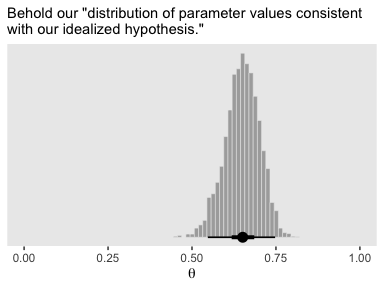 Behold our "distribution of parameter values consistent
with our idealized hypothesis."
0.00 0.25 0.50 0.75 1.00
θ